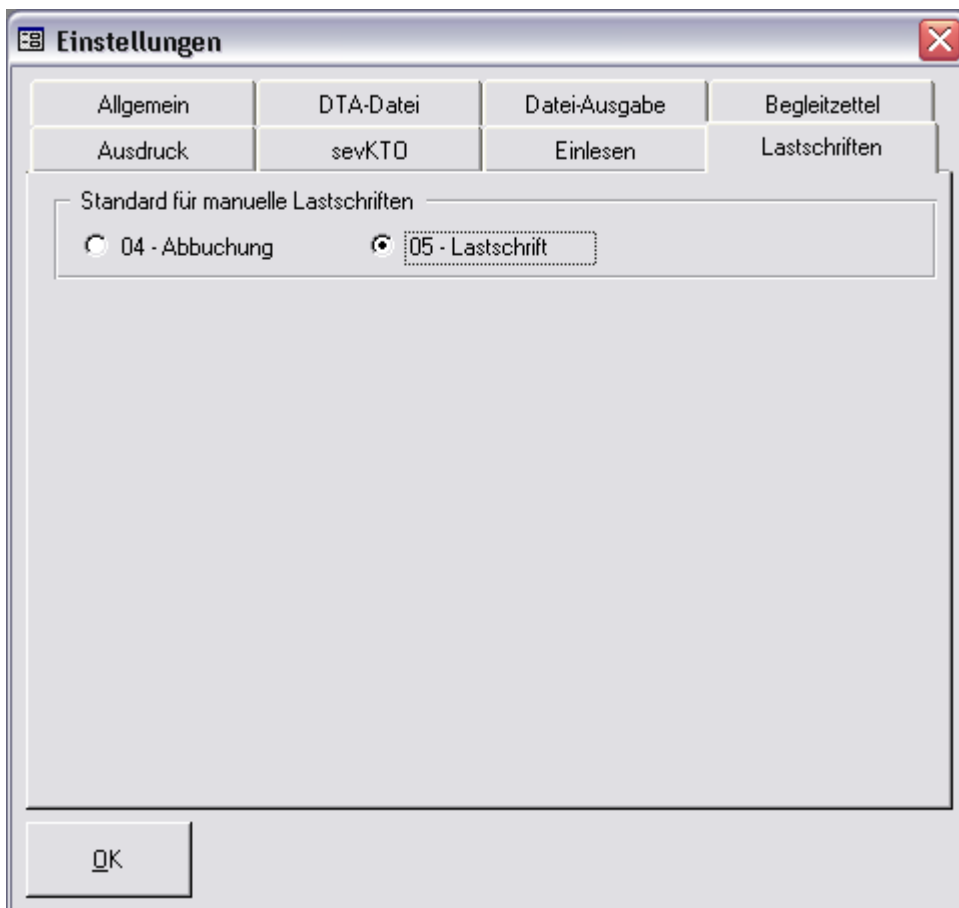 Einstellungen
Allgemein DTA-Datei Datei-Ausgabe Begleitzettel
Ausdruck sevKTO Einlesen Lastschriften
Standard für manuelle Lastschriften
04 - Abbuchung 05 - Lastschrift
OK